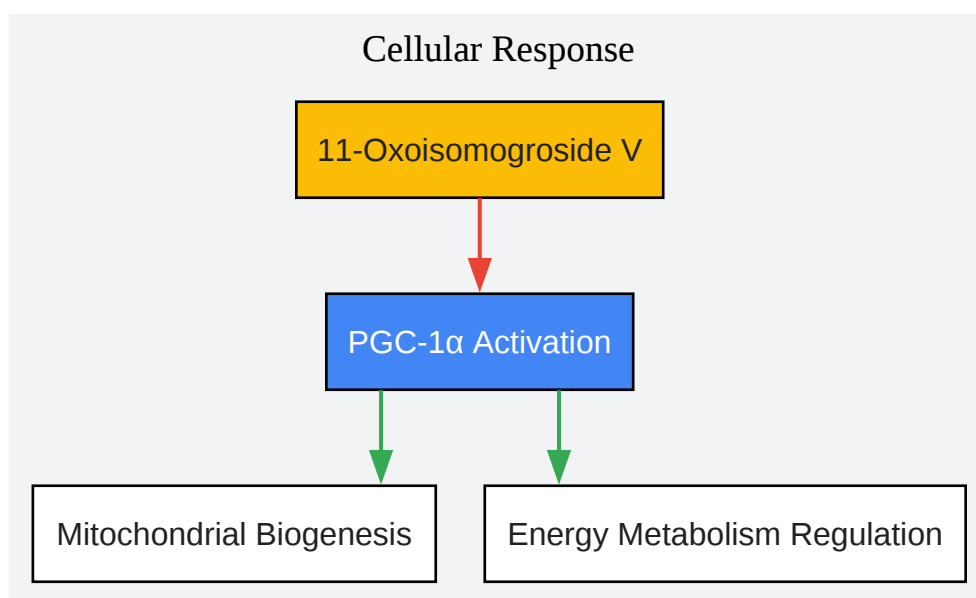 Cellular Response
11-Oxoisomogroside V
PGC-1α Activation
Mitochondrial Biogenesis
Energy Metabolism Regulation